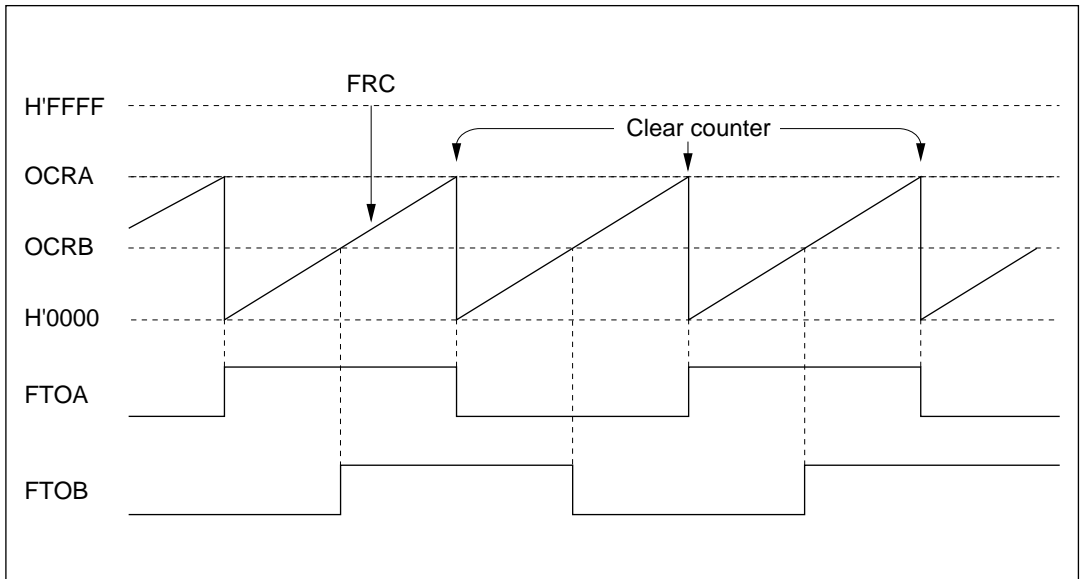 FRC
H'FFFF
Clear counter
OCRA
OCRB
H'0000
FTOA
FTOB